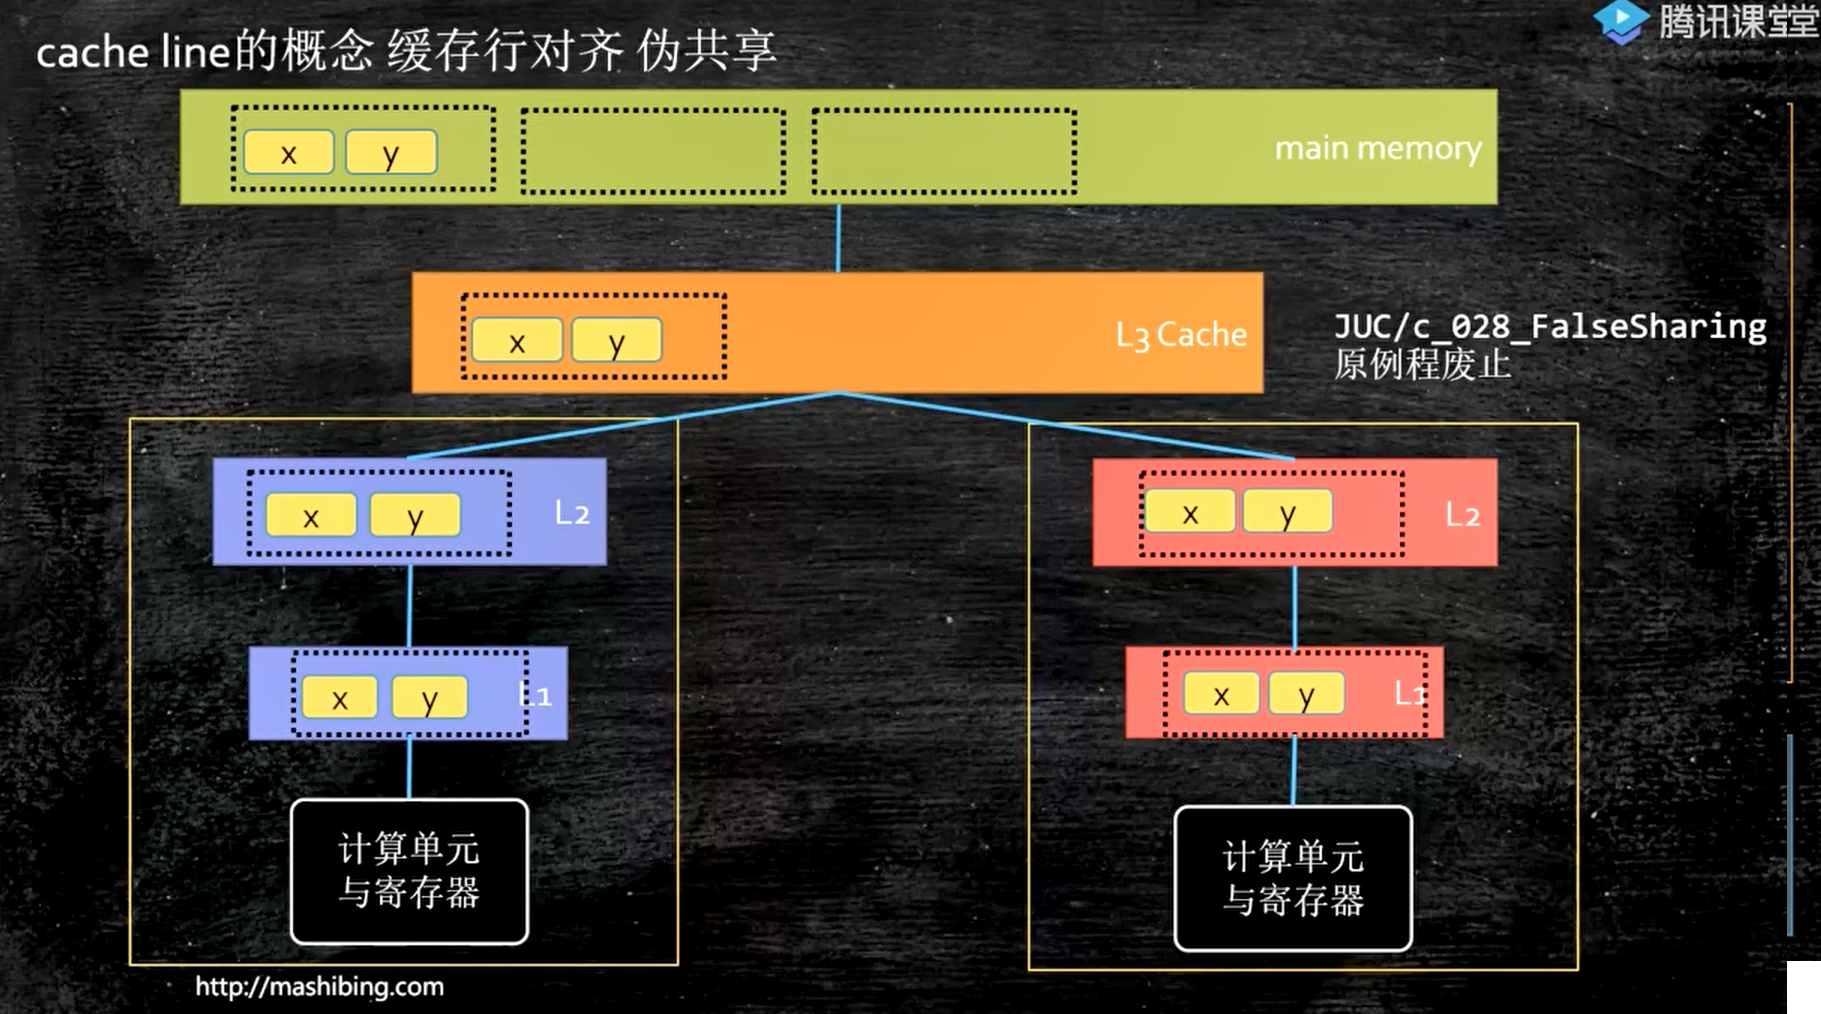 腾讯课堂
cache line的概念 缓存行对齐 伪共享
x y
main memory
x y
L3 Cache
JUC/c_028_FalseSharing
原例程废止
x y L2
x y L2
x y L1
x y L1
计算单元
与寄存器
计算单元
与寄存器
http://mashibing.com